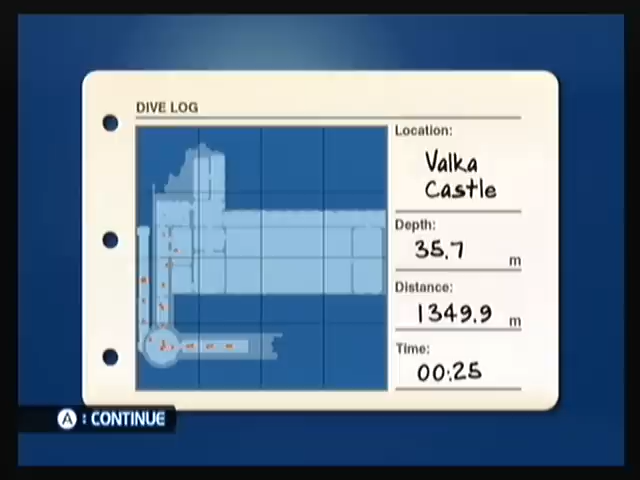 DIVE LOG
Location:
Valka
Castle
Depth:
35.7 m
Distance:
1349.9 m
Time:
00:25
A : CONTINUE